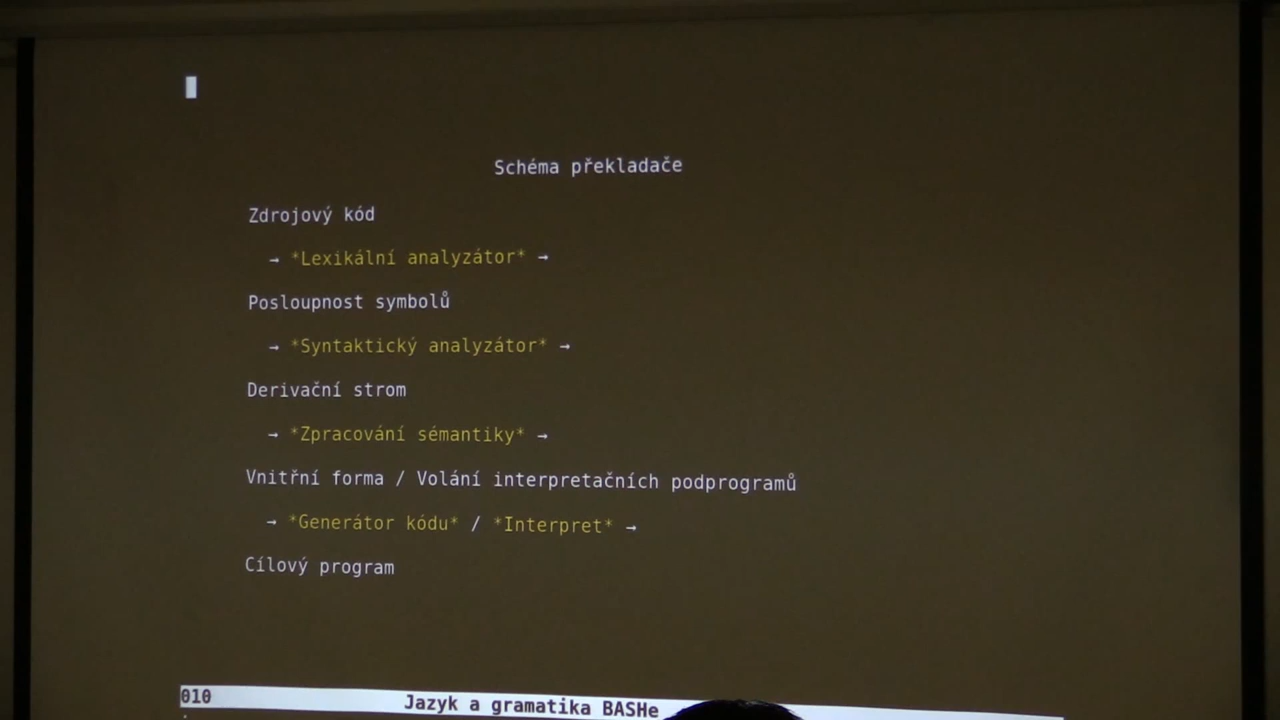 Schéma překladače
Zdrojový kód
→ *Lexikální analyzátor* →
Posloupnost symbolů
→ *Syntaktický analyzátor* →
Derivační strom
→ *Zpracování sémantiky* →
Vnitřní forma / Volání interpretačních podprogramů
→ *Generátor kódu* / *Interpret* →
Cílový program
010 Jazyk a gramatika BASHe